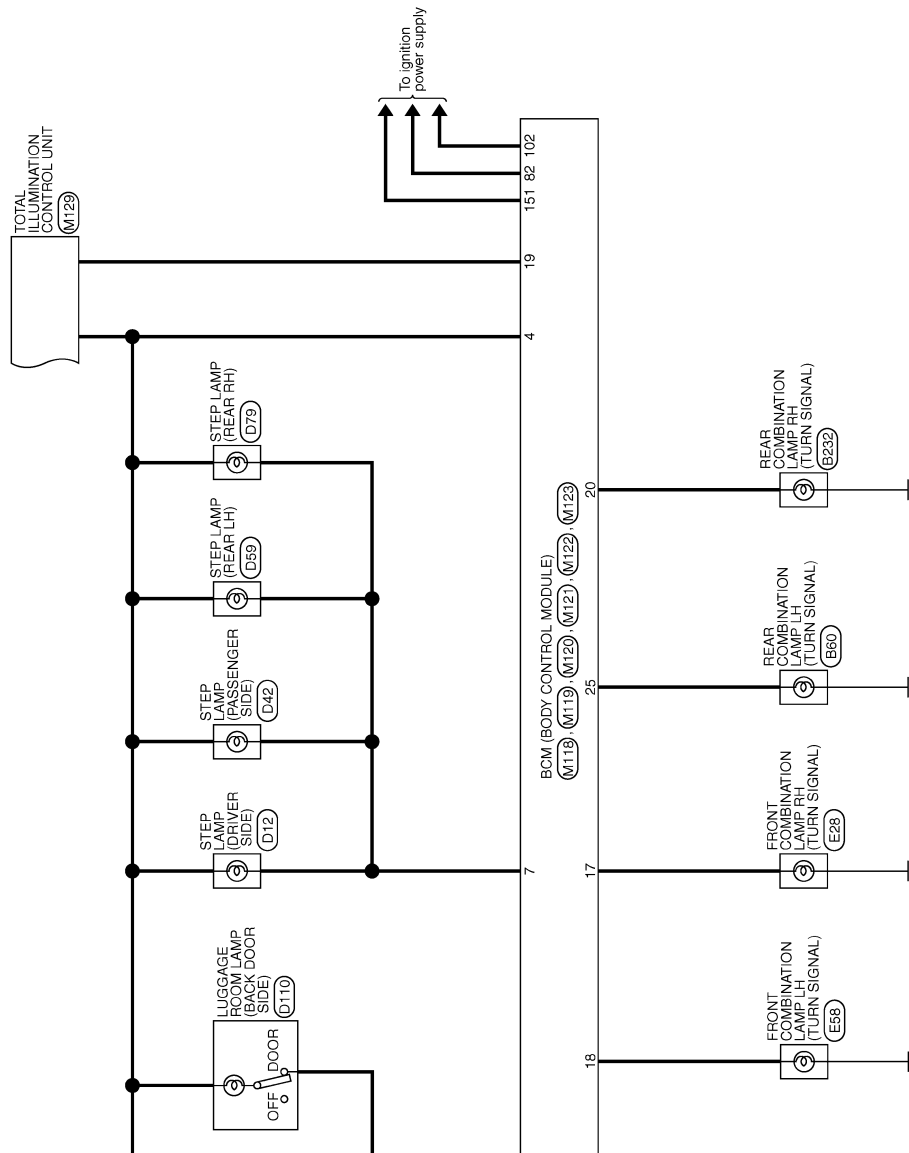 To ignition
power supply
TOTAL
ILLUMINATION
CONTROL UNIT
M129
151
82
102
19
4
STEP LAMP
(REAR RH)
D79
STEP LAMP
(REAR LH)
D59
STEP
LAMP
(PASSENGER
SIDE)
D42
STEP
LAMP
(DRIVER
SIDE)
D12
LUGGAGE
ROOM LAMP
(BACK DOOR
SIDE)
D110
OFF
DOOR
7
BCM (BODY CONTROL MODULE)
M118 , M119 , M120 , M121 , M122 , M123
20
25
17
18
REAR
COMBINATION
LAMP RH
(TURN SIGNAL)
B232
REAR
COMBINATION
LAMP LH
(TURN SIGNAL)
B60
FRONT
COMBINATION
LAMP RH
(TURN SIGNAL)
E28
FRONT
COMBINATION
LAMP LH
(TURN SIGNAL)
E58